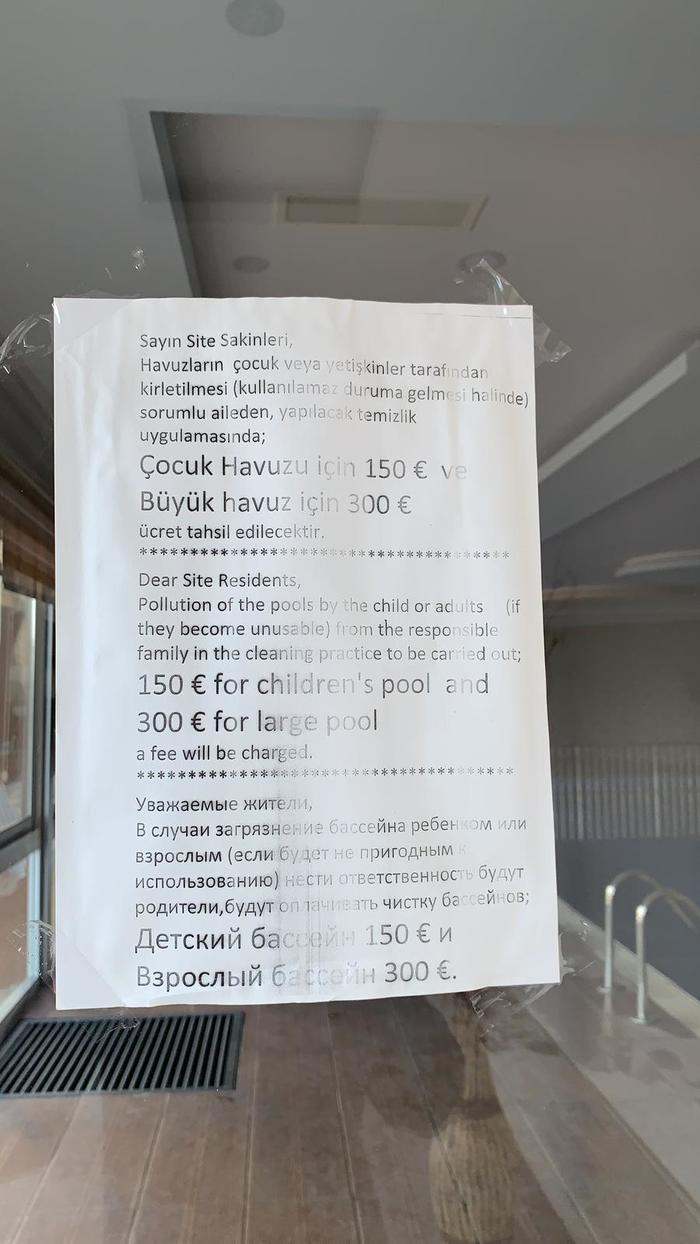 Sayın Site Sakinleri,
Havuzların çocuk veya yetişkinler tarafından
kirletilmesi (kullanılamaz duruma gelmesi halinde)
sorumlu aileden, yapılacak temizlik
uygulamasında;
Çocuk Havuzu için 150 € ve
Büyük havuz için 300 €
ücret tahsil edilecektir.
*****************************************
Dear Site Residents,
Pollution of the pools by the child or adults (if
they become unusable) from the responsible
family in the cleaning practice to be carried out;
150 € for children's pool and
300 € for large pool
a fee will be charged.
*****************************************
Уважаемые жители,
В случаи загрязнение бассейна ребенком или
взрослым (если будет не пригодным к
использованию) нести ответственность будут
родители,будут оплачивать чистку бассейнов;
Детский бассейн 150 € и
Взрослый бассейн 300 €.